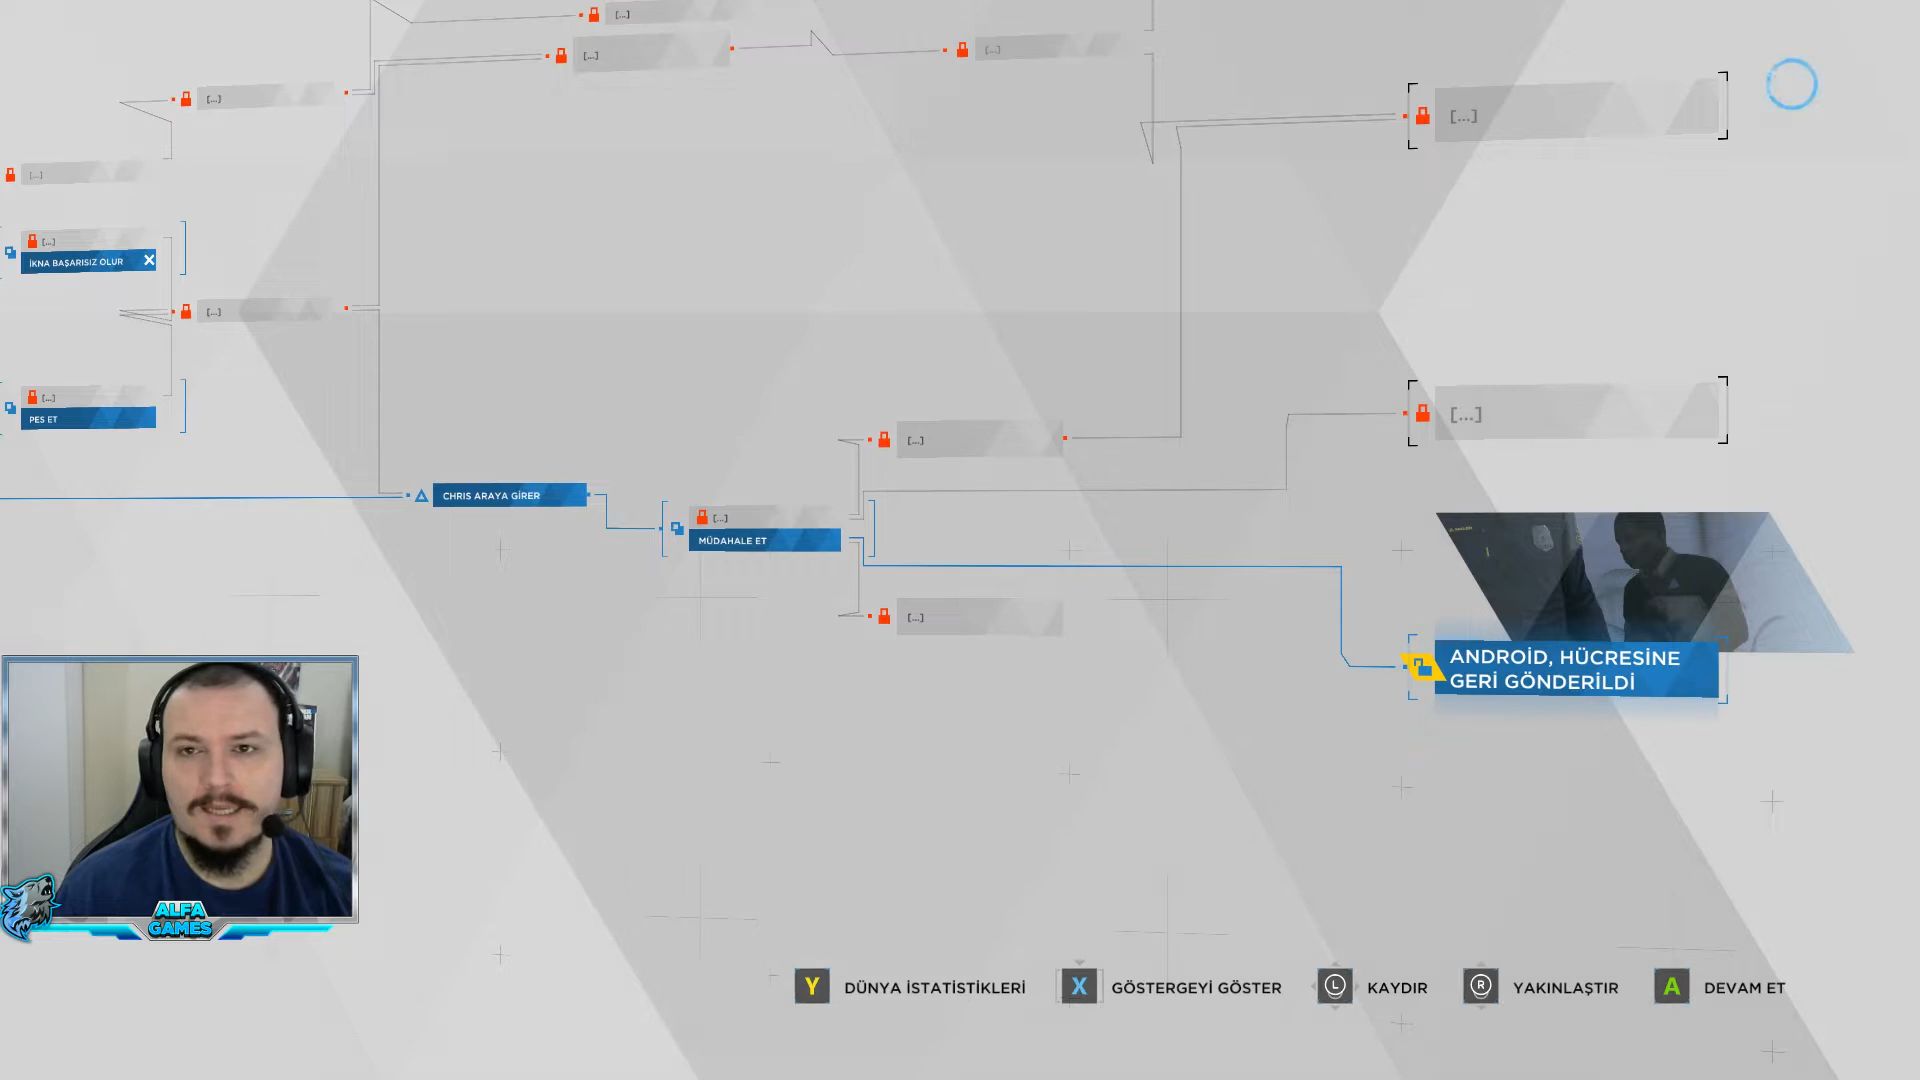 [...]
[...]
[...]
[...]
[...]
[...]
[...]
İKNA BAŞARISIZ OLUR
[...]
[...]
PES ET
[...]
[...]
CHRIS ARAYA GİRER
[...]
MÜDAHALE ET
[...]
ANDROİD, HÜCRESİNE
GERİ GÖNDERİLDİ
ALFA
GAMES
Y DÜNYA İSTATİSTİKLERİ
X GÖSTERGEYİ GÖSTER
L KAYDIR
R YAKINLAŞTIR
A DEVAM ET